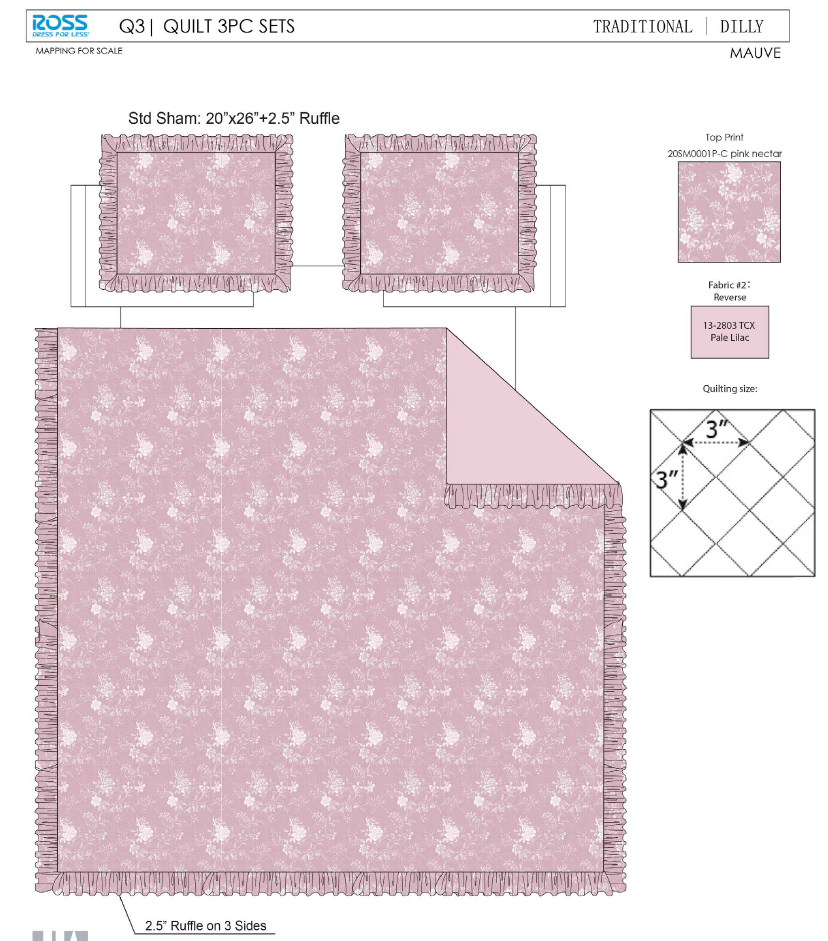 ROSS
DRESS FOR LESS
Q3| QUILT 3PC SETS
TRADITIONAL | DILLY
MAPPING FOR SCALE
MAUVE
Std Sham: 20”x26”+2.5” Ruffle
Top Print
20SM0001P-C pink nectar
Fabric #2:
Reverse
13-2803 TCX
Pale Lilac
Quilting size:
3”
3”
2.5” Ruffle on 3 Sides